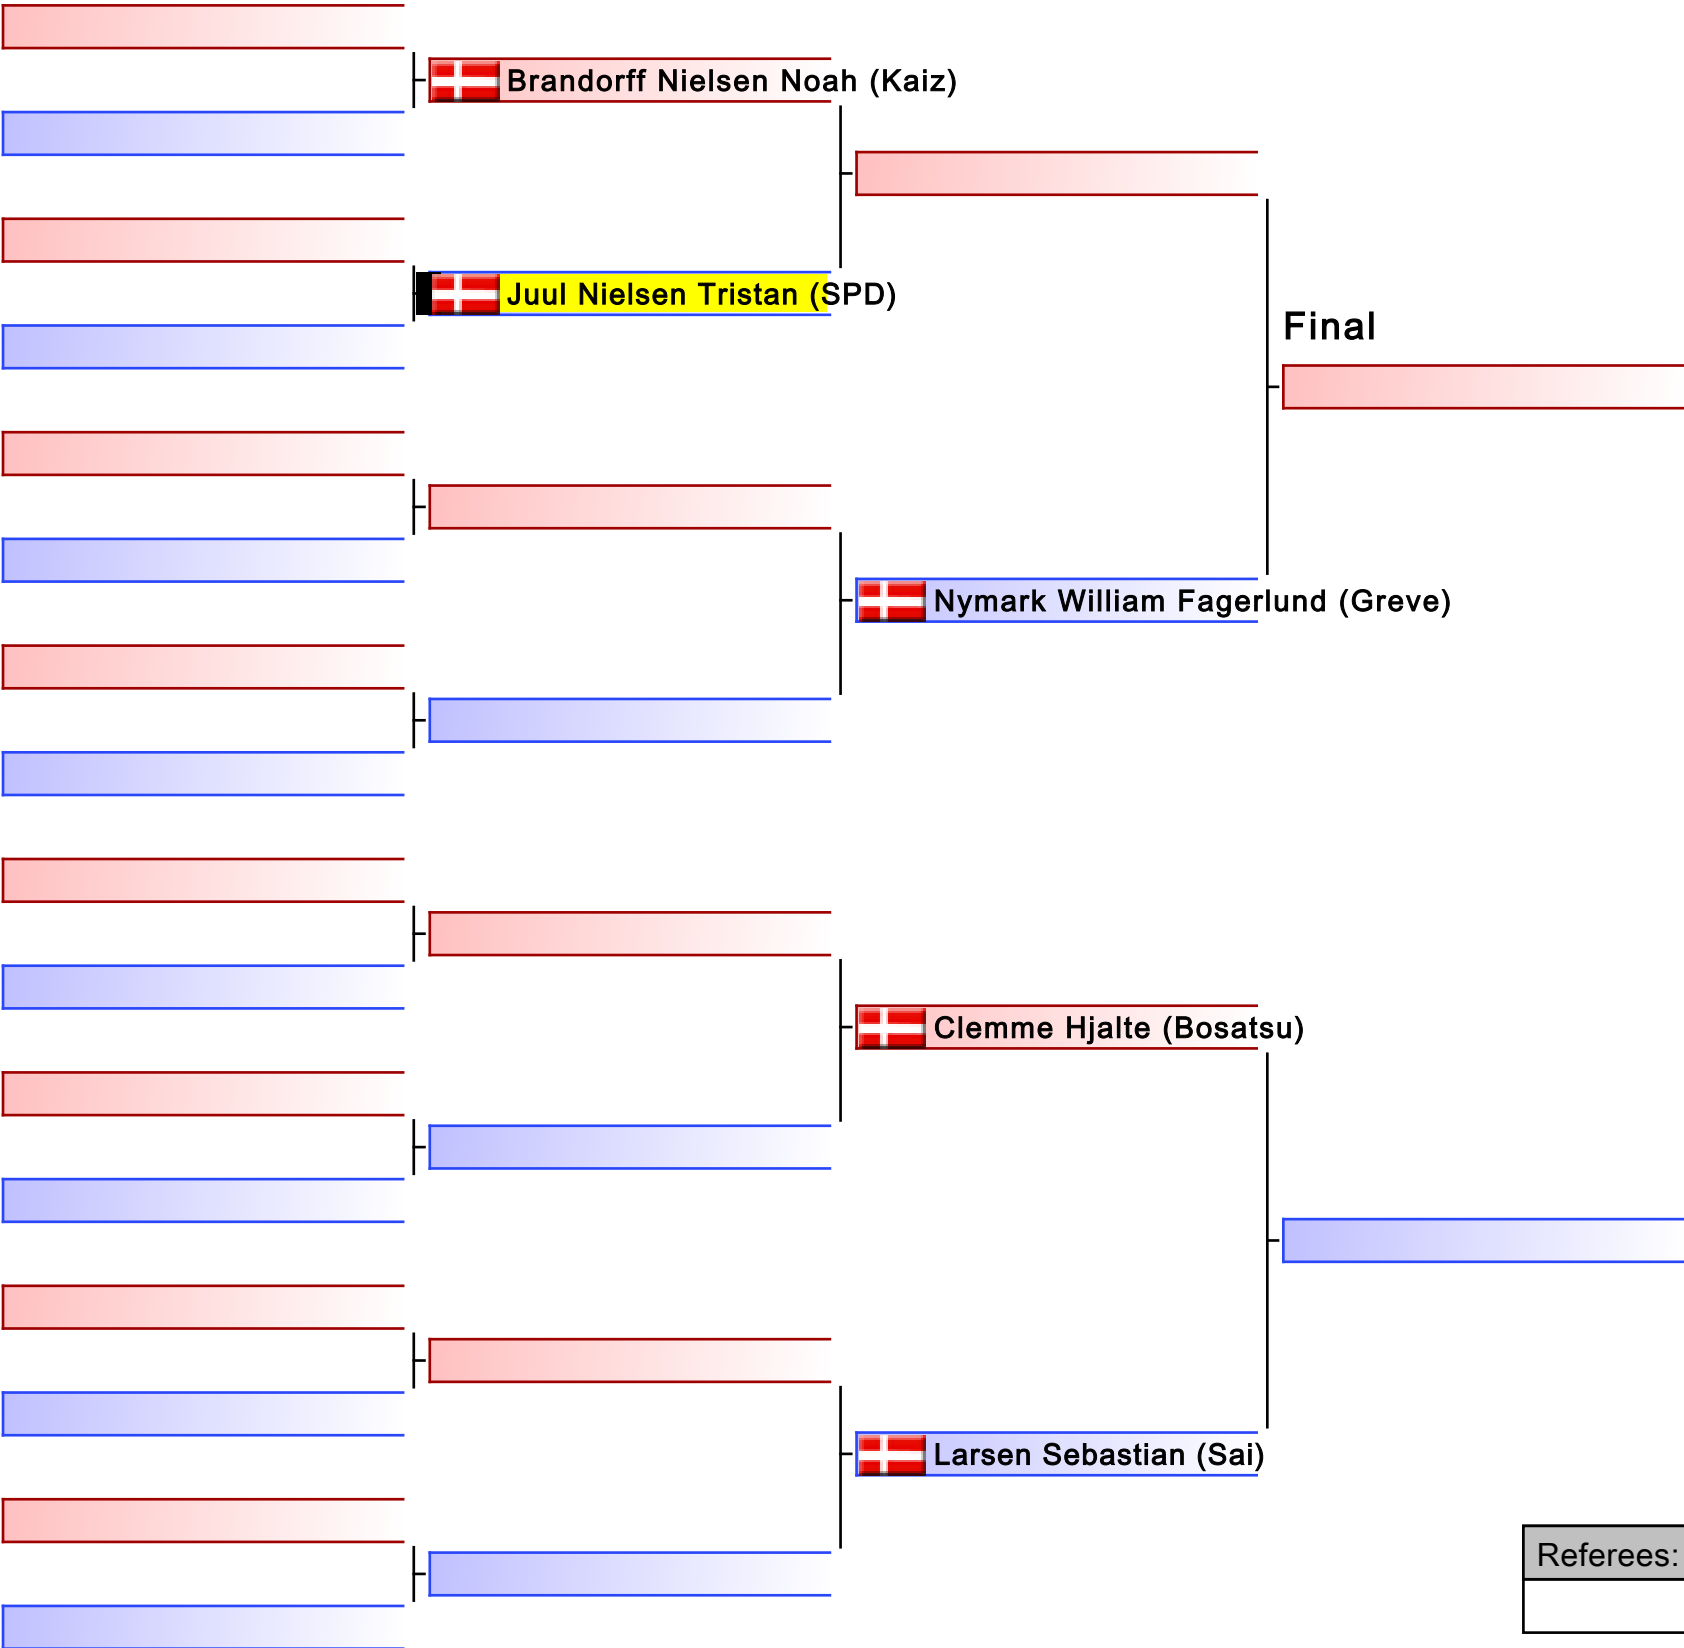 Brandorff Nielsen Noah (Kaiz)
Juul Nielsen Tristan (SPD)
Final
Nymark William Fagerlund (Greve)
Clemme Hjalte (Bosatsu)
Larsen Sebastian (Sai)
Referees: